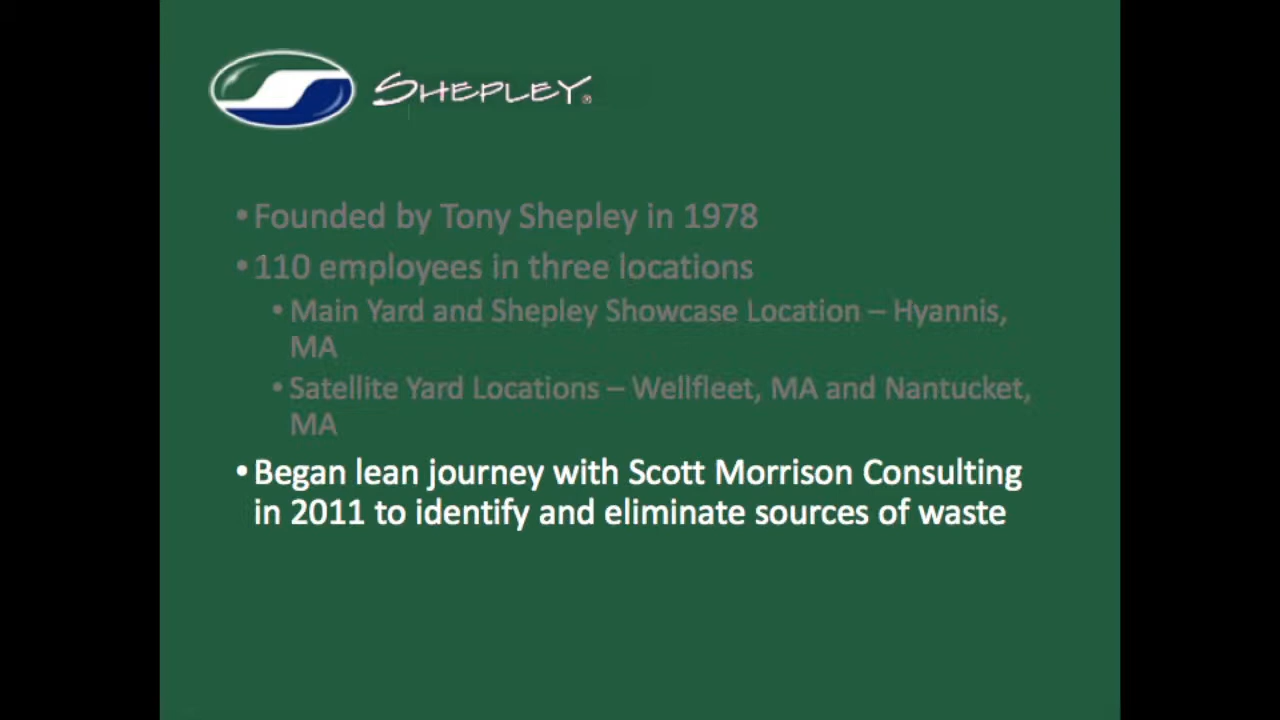 SHEPLEY®
•Founded by Tony Shepley in 1978
•110 employees in three locations
•Main Yard and Shepley Showcase Location – Hyannis,
MA
•Satellite Yard Locations – Wellfleet, MA and Nantucket,
MA
•Began lean journey with Scott Morrison Consulting
in 2011 to identify and eliminate sources of waste